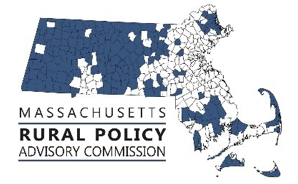 MASSACHUSETTS
RURAL POLICY
ADVISORY COMMISSION